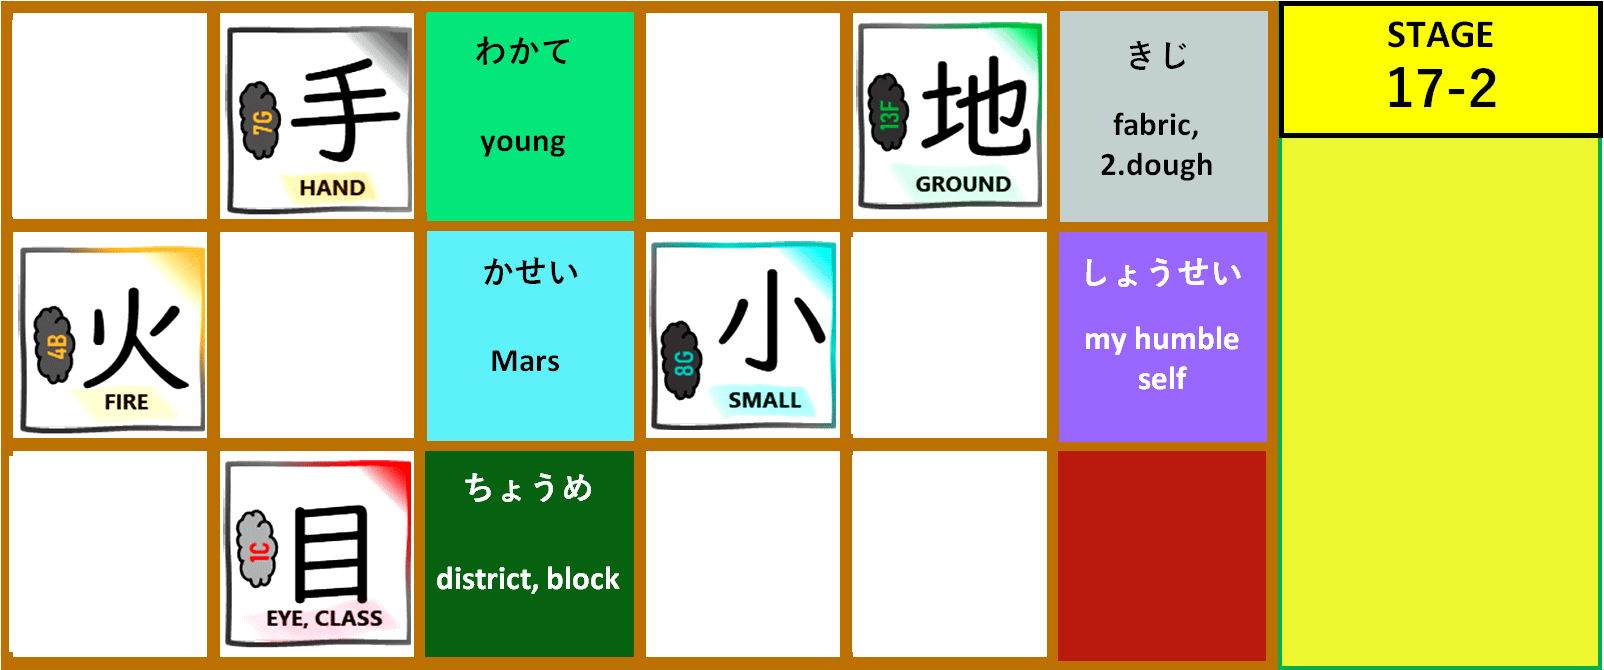 7G
手
HAND
わかて
young
13F
地
GROUND
きじ
fabric,
2.dough
STAGE
17-2
4B
火
FIRE
かせい
Mars
8G
小
SMALL
しょうせい
my humble
self
1C
目
EYE, CLASS
ちょうめ
district, block